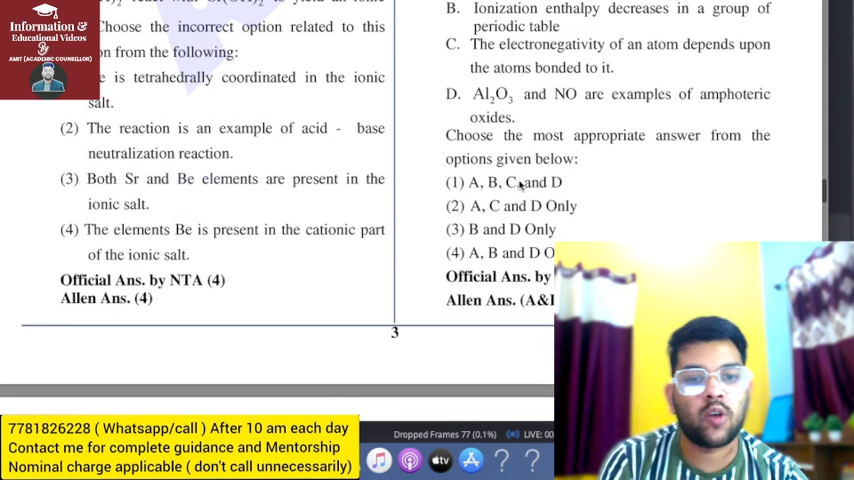 Information &
Educational Videos
By
AMIT (ACADEMIC COUNSELLOR)
Choose the incorrect option related to this
from the following:
is tetrahedrally coordinated in the ionic
salt.
(2) The reaction is an example of acid - base
neutralization reaction.
(3) Both Sr and Be elements are present in the
ionic salt.
(4) The elements Be is present in the cationic part
of the ionic salt.
Official Ans. by NTA (4)
Allen Ans. (4)
B. Ionization enthalpy decreases in a group of
periodic table
C. The electronegativity of an atom depends upon
the atoms bonded to it.
D. Al₂O₃ and NO are examples of amphoteric
oxides.
Choose the most appropriate answer from the
options given below:
(1) A, B, C and D
(2) A, C and D Only
(3) B and D Only
(4) A, B and D O
Official Ans. by
Allen Ans.
3
7781826228 ( Whatsapp/call ) After 10 am each day
Contact me for complete guidance and Mentorship
Nominal charge applicable ( don't call unnecessarily)
Dropped Frames 77 (0.1%)
LIVE: 00
tv